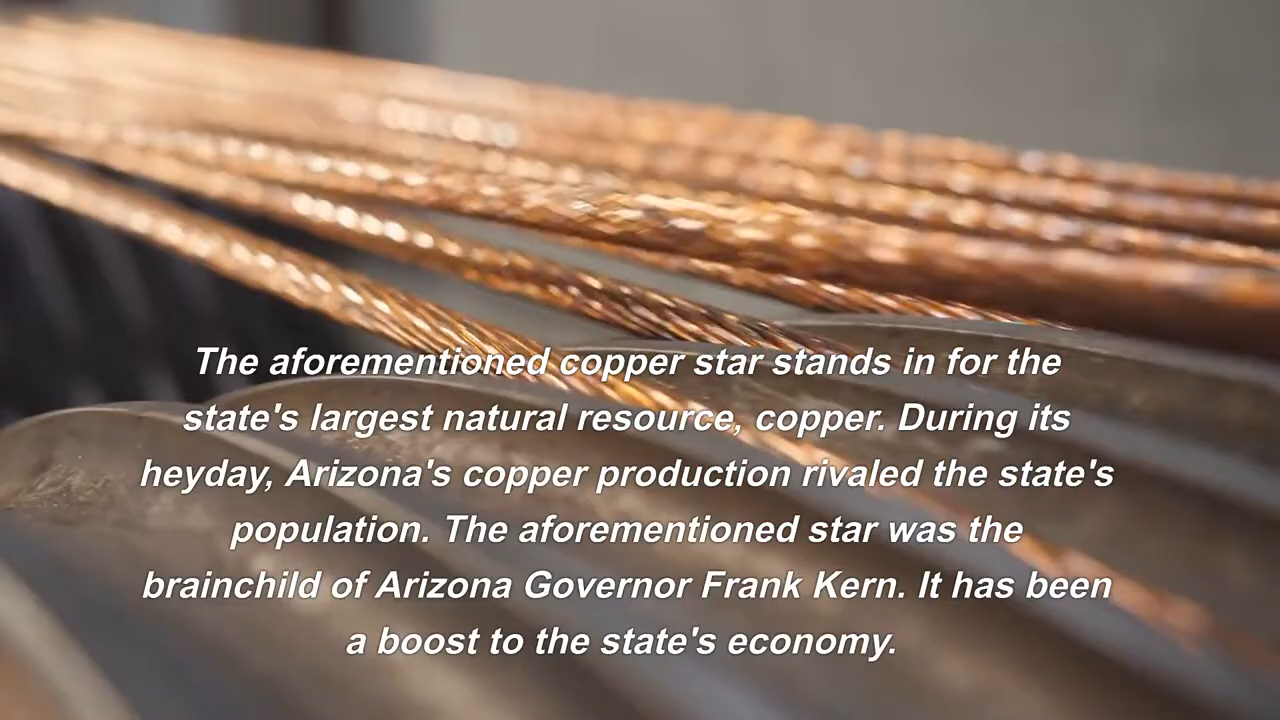 The aforementioned copper star stands in for the
state's largest natural resource, copper. During its
heyday, Arizona's copper production rivaled the state's
population. The aforementioned star was the
brainchild of Arizona Governor Frank Kern. It has been
a boost to the state's economy.